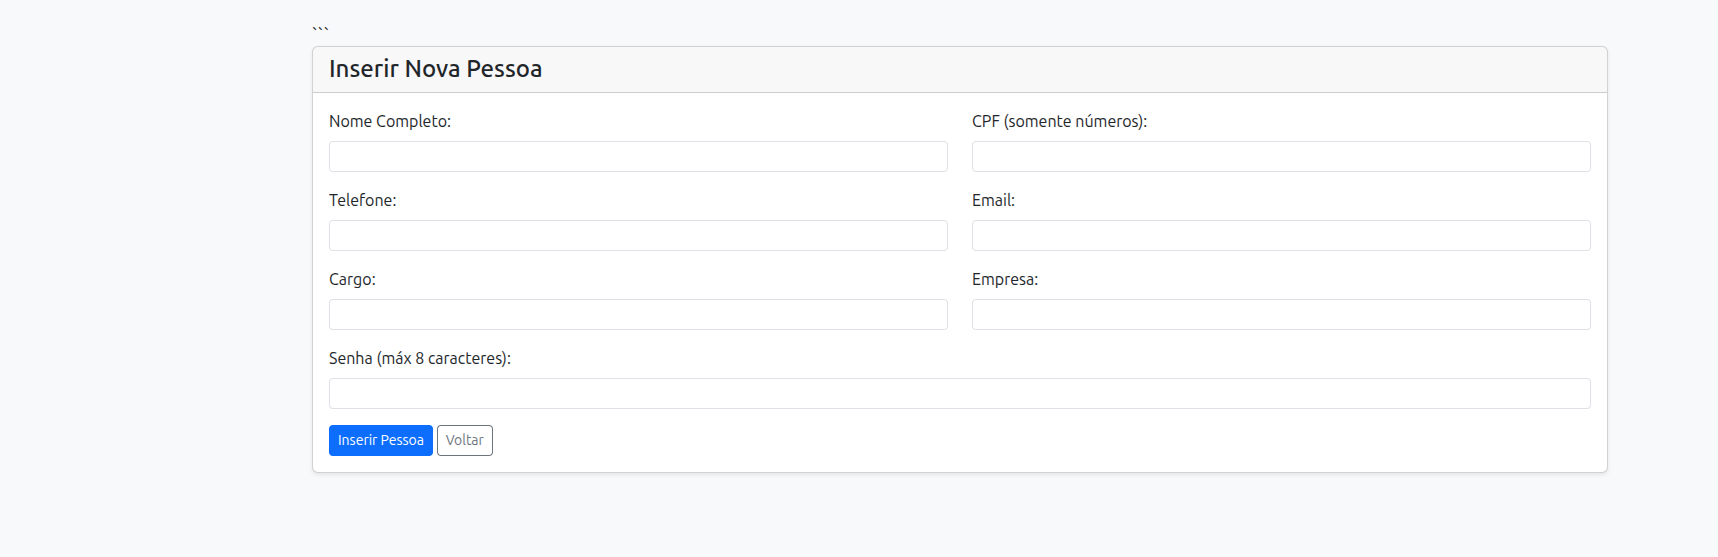 ```
Inserir Nova Pessoa
Nome Completo: CPF (somente números):
Telefone: Email:
Cargo: Empresa:
Senha (máx 8 caracteres):
Inserir Pessoa Voltar